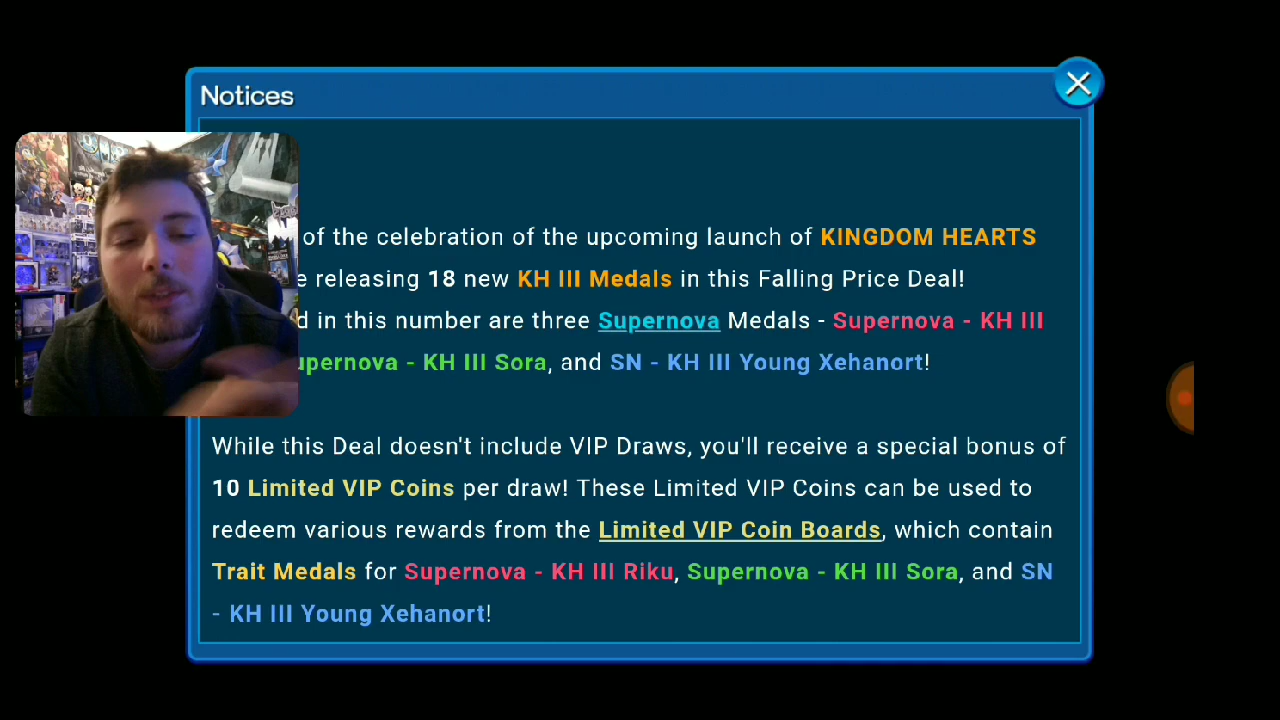 Notices
of the celebration of the upcoming launch of KINGDOM HEARTS
releasing 18 new KH III Medals in this Falling Price Deal!
in this number are three Supernova Medals - Supernova - KH III
- KH III Sora, and SN - KH III Young Xehanort!
While this Deal doesn't include VIP Draws, you'll receive a special bonus of
10 Limited VIP Coins per draw! These Limited VIP Coins can be used to
redeem various rewards from the Limited VIP Coin Boards, which contain
Trait Medals for Supernova - KH III Riku, Supernova - KH III Sora, and SN
- KH III Young Xehanort!